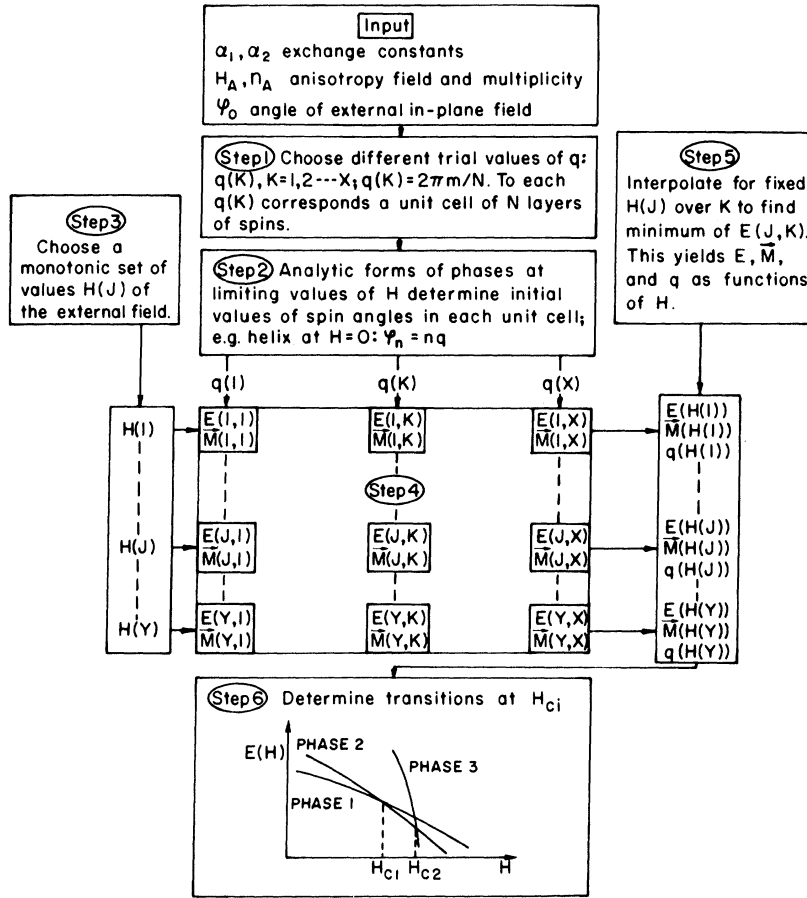 Input
α1, α2 exchange constants
HA, nA anisotropy field and multiplicity
φ0 angle of external in-plane field
Step1 Choose different trial values of q:
q(K), K=1,2---X; q(K)=2πm/N. To each
q(K) corresponds a unit cell of N layers
of spins.
Step2 Analytic forms of phases at
limiting values of H determine initial
values of spin angles in each unit cell;
e.g. helix at H=0: φn = nq
Step3
Choose a
monotonic set of
values H(J) of
the external field.
Step5
Interpolate for fixed
H(J) over K to find
minimum of E(J,K).
This yields E, M⃗,
and q as functions
of H.
q(1) q(K) q(X)
H(1)
E(1,1) E(1,K) E(1,X)
M⃗(1,1) M⃗(1,K) M⃗(1,X)
E(H(1))
M⃗(H(1))
q(H(1))
Step4
H(J)
E(J,1) E(J,K) E(J,X)
M⃗(J,1) M⃗(J,K) M⃗(J,X)
E(H(J))
M⃗(H(J))
q(H(J))
H(Y)
E(Y,1) E(Y,K) E(Y,X)
M⃗(Y,1) M⃗(Y,K) M⃗(Y,X)
E(H(Y))
M⃗(H(Y))
q(H(Y))
Step6 Determine transitions at Hci
E(H)
PHASE 2
PHASE 3
PHASE 1
HC1 HC2 H